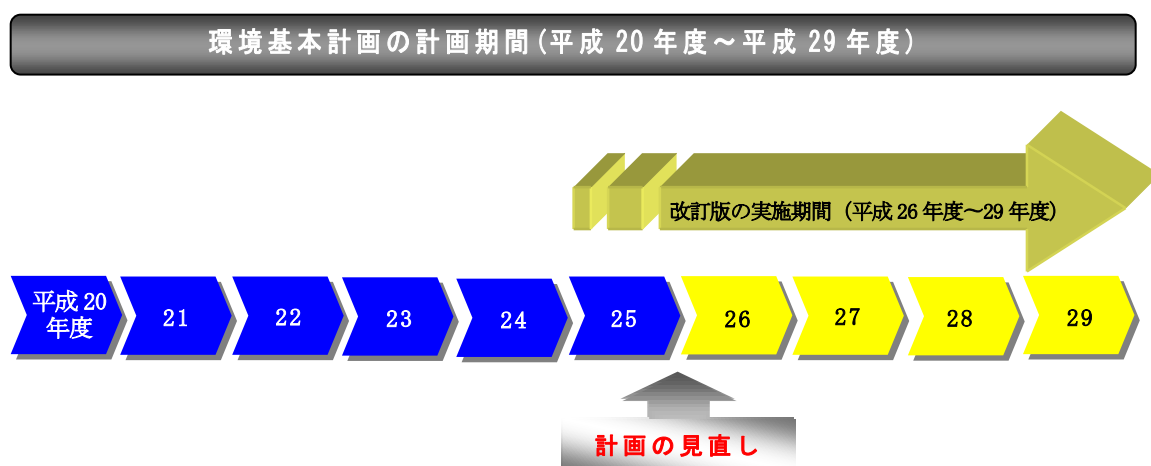 環境基本計画の計画期間(平成 20 年度～平成 29 年度)
改訂版の実施期間（平成 26 年度～29 年度）
平成 20
年度
21
22
23
24
25
26
27
28
29
計画の見直し